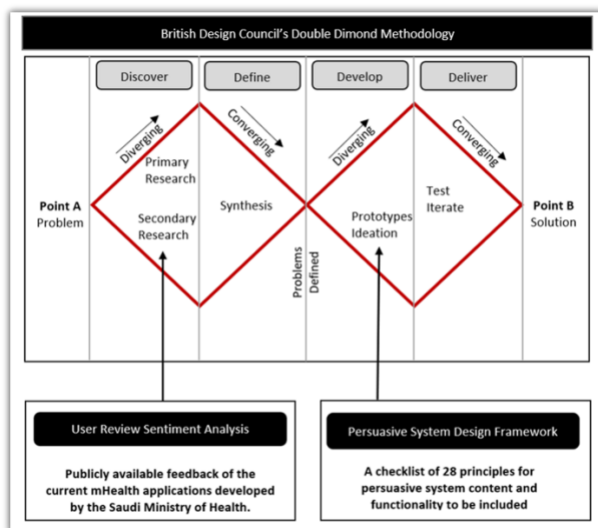 British Design Council's Double Dimond Methodology
Discover
Define
Develop
Deliver
Diverging
Converging
Diverging
Converging
Primary
Research
Secondary
Research
Point A
Problem
Synthesis
Problems
Defined
Prototypes
Ideation
Test
Iterate
Point B
Solution
User Review Sentiment Analysis
Publicly available feedback of the
current mHealth applications developed
by the Saudi Ministry of Health.
Persuasive System Design Framework
A checklist of 28 principles for
persuasive system content and
functionality to be included